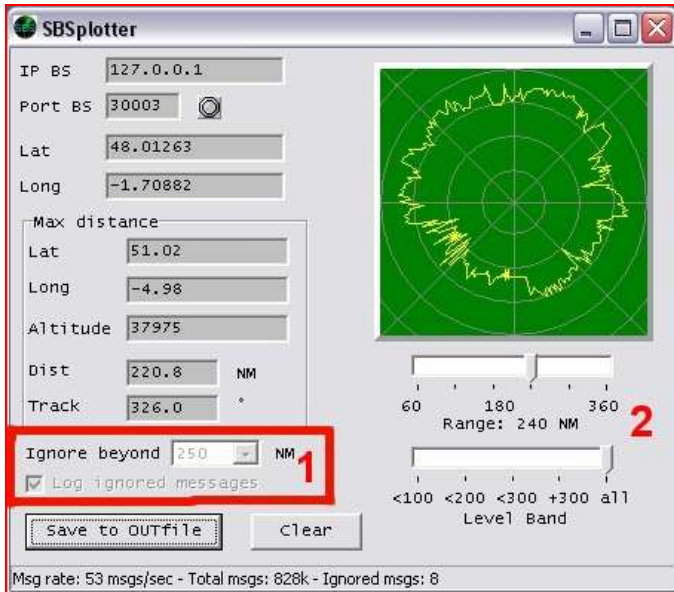 SBSplotter
IP BS 127.0.0.1
Port BS 30003
Lat 48.01263
Long -1.70882
Max distance
Lat 51.02
Long -4.98
Altitude 37975
Dist 220.8 NM
Track 326.0 °
Ignore beyond 250 NM 1
Log ignored messages
Save to OUTfile Clear
60 180 360
Range: 240 NM
2
<100 <200 <300 +300 all
Level Band
Msg rate: 53 msgs/sec - Total msgs: 828k - Ignored msgs: 8